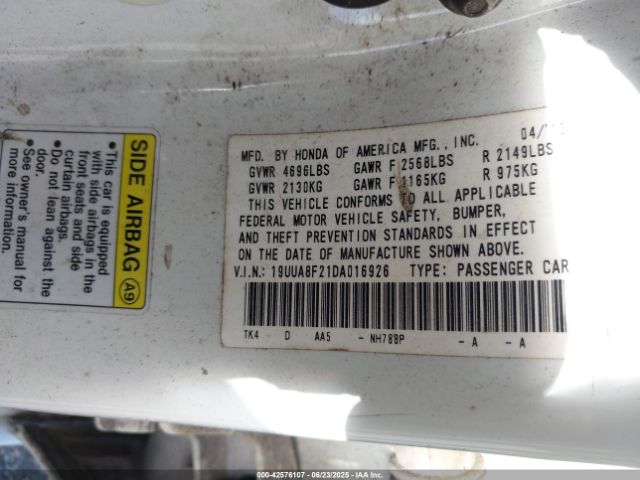 SIDE AIRBAG A9
• This car is equipped
with side airbags in the
front seats and side
curtain airbags.
• Do not lean against the
door.
• See owner's manual for
more information.
MFD. BY HONDA OF AMERICA MFG., INC. 04/
GVWR 4696LBS GAWR F 2568LBS R 2149LBS
GVWR 2130KG GAWR F 1165KG R 975KG
THIS VEHICLE CONFORMS TO ALL APPLICABLE
FEDERAL MOTOR VEHICLE SAFETY, BUMPER,
AND THEFT PREVENTION STANDARDS IN EFFECT
ON THE DATE OF MANUFACTURE SHOWN ABOVE.
V.I.N.: 19UUA8F21DA016926 TYPE: PASSENGER CAR
TK4 D AA5 - NH788P - A - A
000-42576107 | 06/23/2025 | IAA INC.